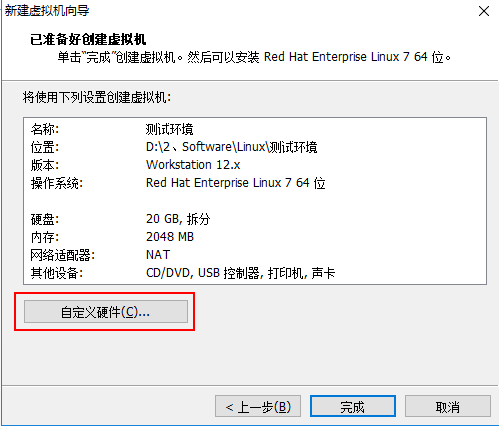 新建虚拟机向导
已准备好创建虚拟机
单击"完成"创建虚拟机。然后可以安装 Red Hat Enterprise Linux 7 64 位。
将使用下列设置创建虚拟机:
名称: 测试环境
位置: D:\2、Software\Linux\测试环境
版本: Workstation 12.x
操作系统: Red Hat Enterprise Linux 7 64 位
硬盘: 20 GB, 拆分
内存: 2048 MB
网络适配器: NAT
其他设备: CD/DVD, USB 控制器, 打印机, 声卡
自定义硬件(C)...
< 上一步(B) 完成 取消